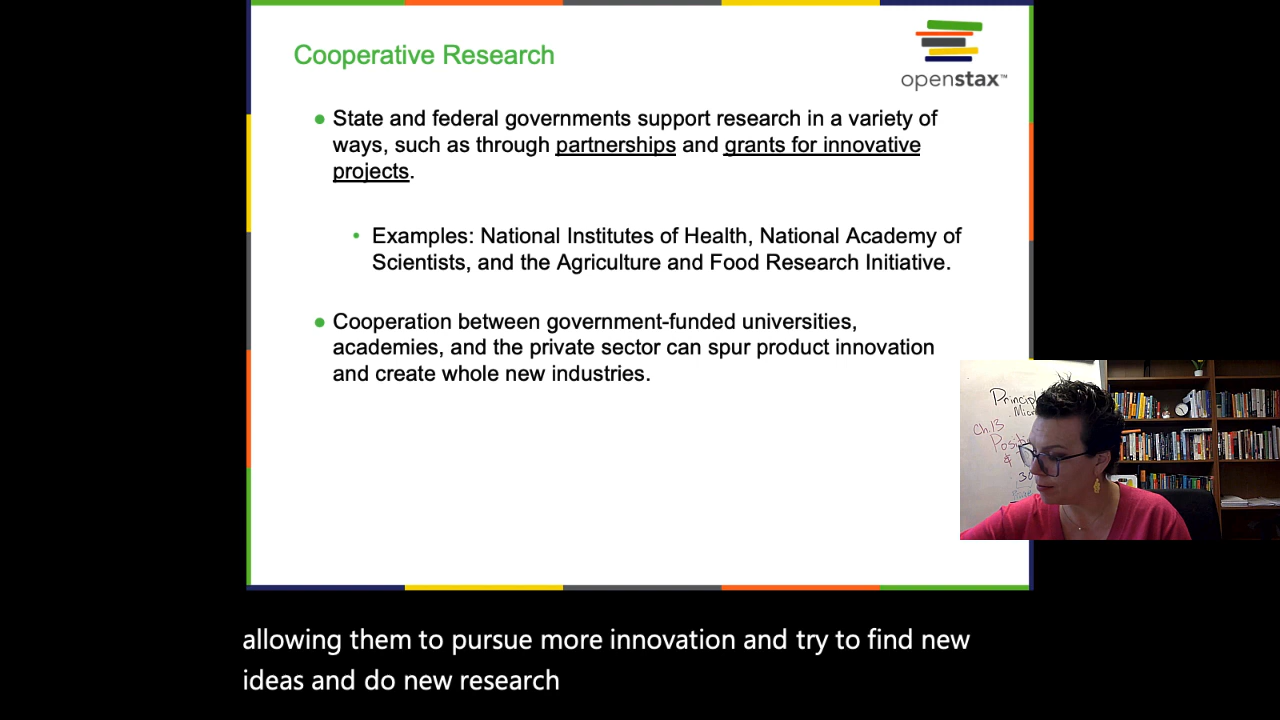 Cooperative Research
openstax™
● State and federal governments support research in a variety of
ways, such as through partnerships and grants for innovative
projects.
• Examples: National Institutes of Health, National Academy of
Scientists, and the Agriculture and Food Research Initiative.
● Cooperation between government-funded universities,
academies, and the private sector can spur product innovation
and create whole new industries.
Ch.13
allowing them to pursue more innovation and try to find new
ideas and do new research